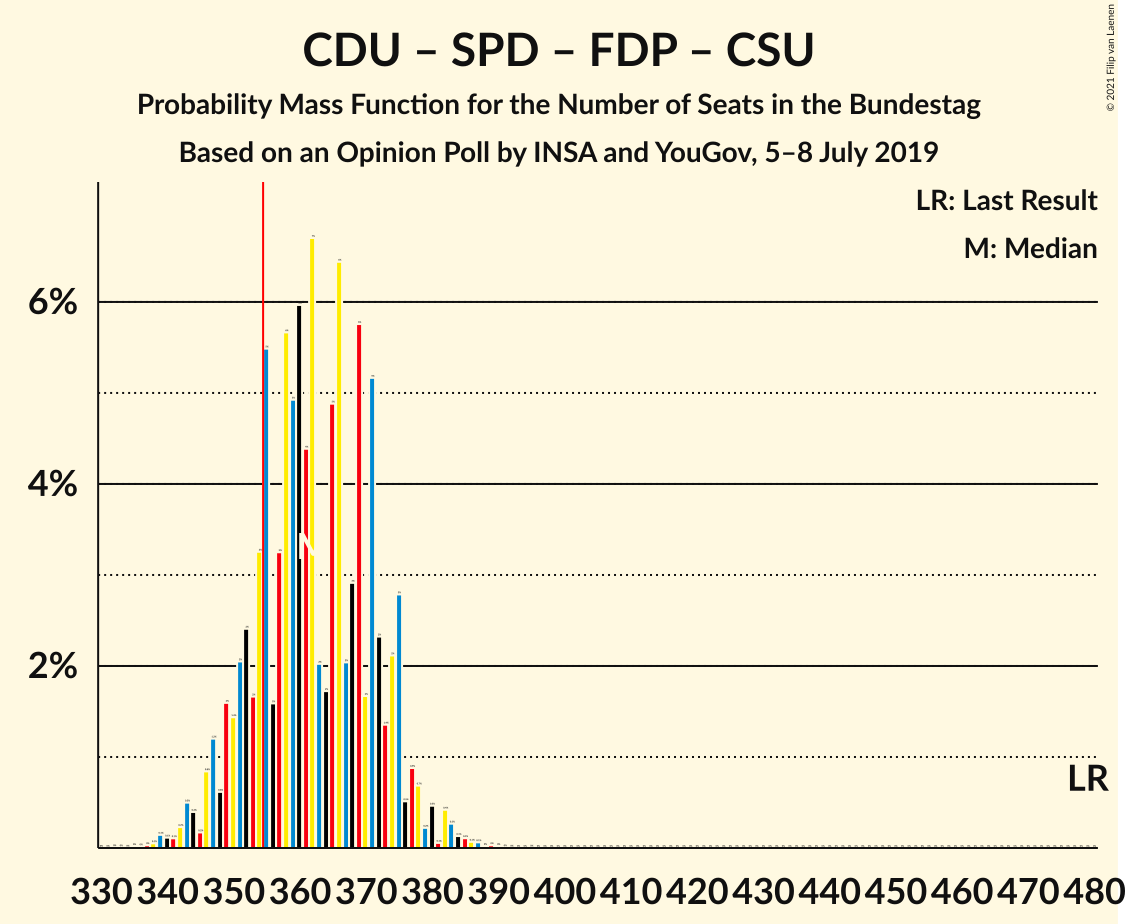 CDU – SPD – FDP – CSU
Probability Mass Function for the Number of Seats in the Bundestag
Based on an Opinion Poll by INSA and YouGov, 5–8 July 2019
© 2021 Filip van Laenen
LR: Last Result
M: Median
6%
4%
2%
M
LR
330 340 350 360 370 380 390 400 410 420 430 440 450 460 470 480